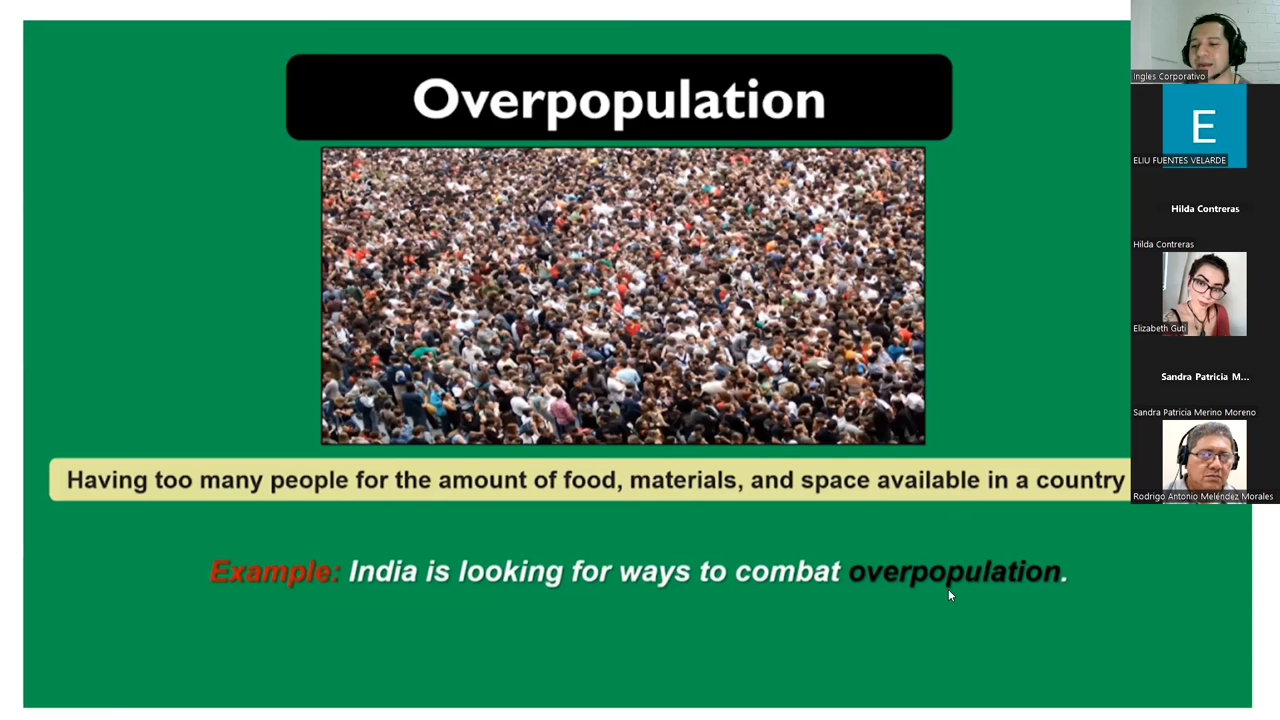 Overpopulation
Having too many people for the amount of food, materials, and space available in a country
Example: India is looking for ways to combat overpopulation.
Ingles Corporativo
E
ELIU FUENTES VELARDE
Hilda Contreras
Hilda Contreras
Elizabeth Guti
Sandra Patricia M...
Sandra Patricia Merino Moreno
Rodrigo Antonio Meléndez Morales